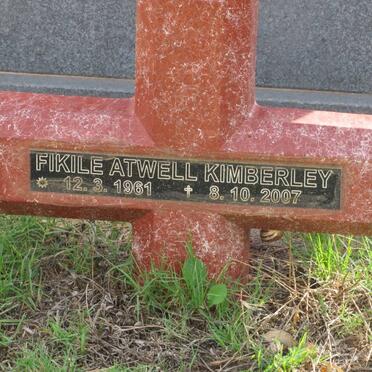 FIKILE ATWELL KIMBERLEY
✵ 12. 3. 1961 ✝ 8. 10. 2007